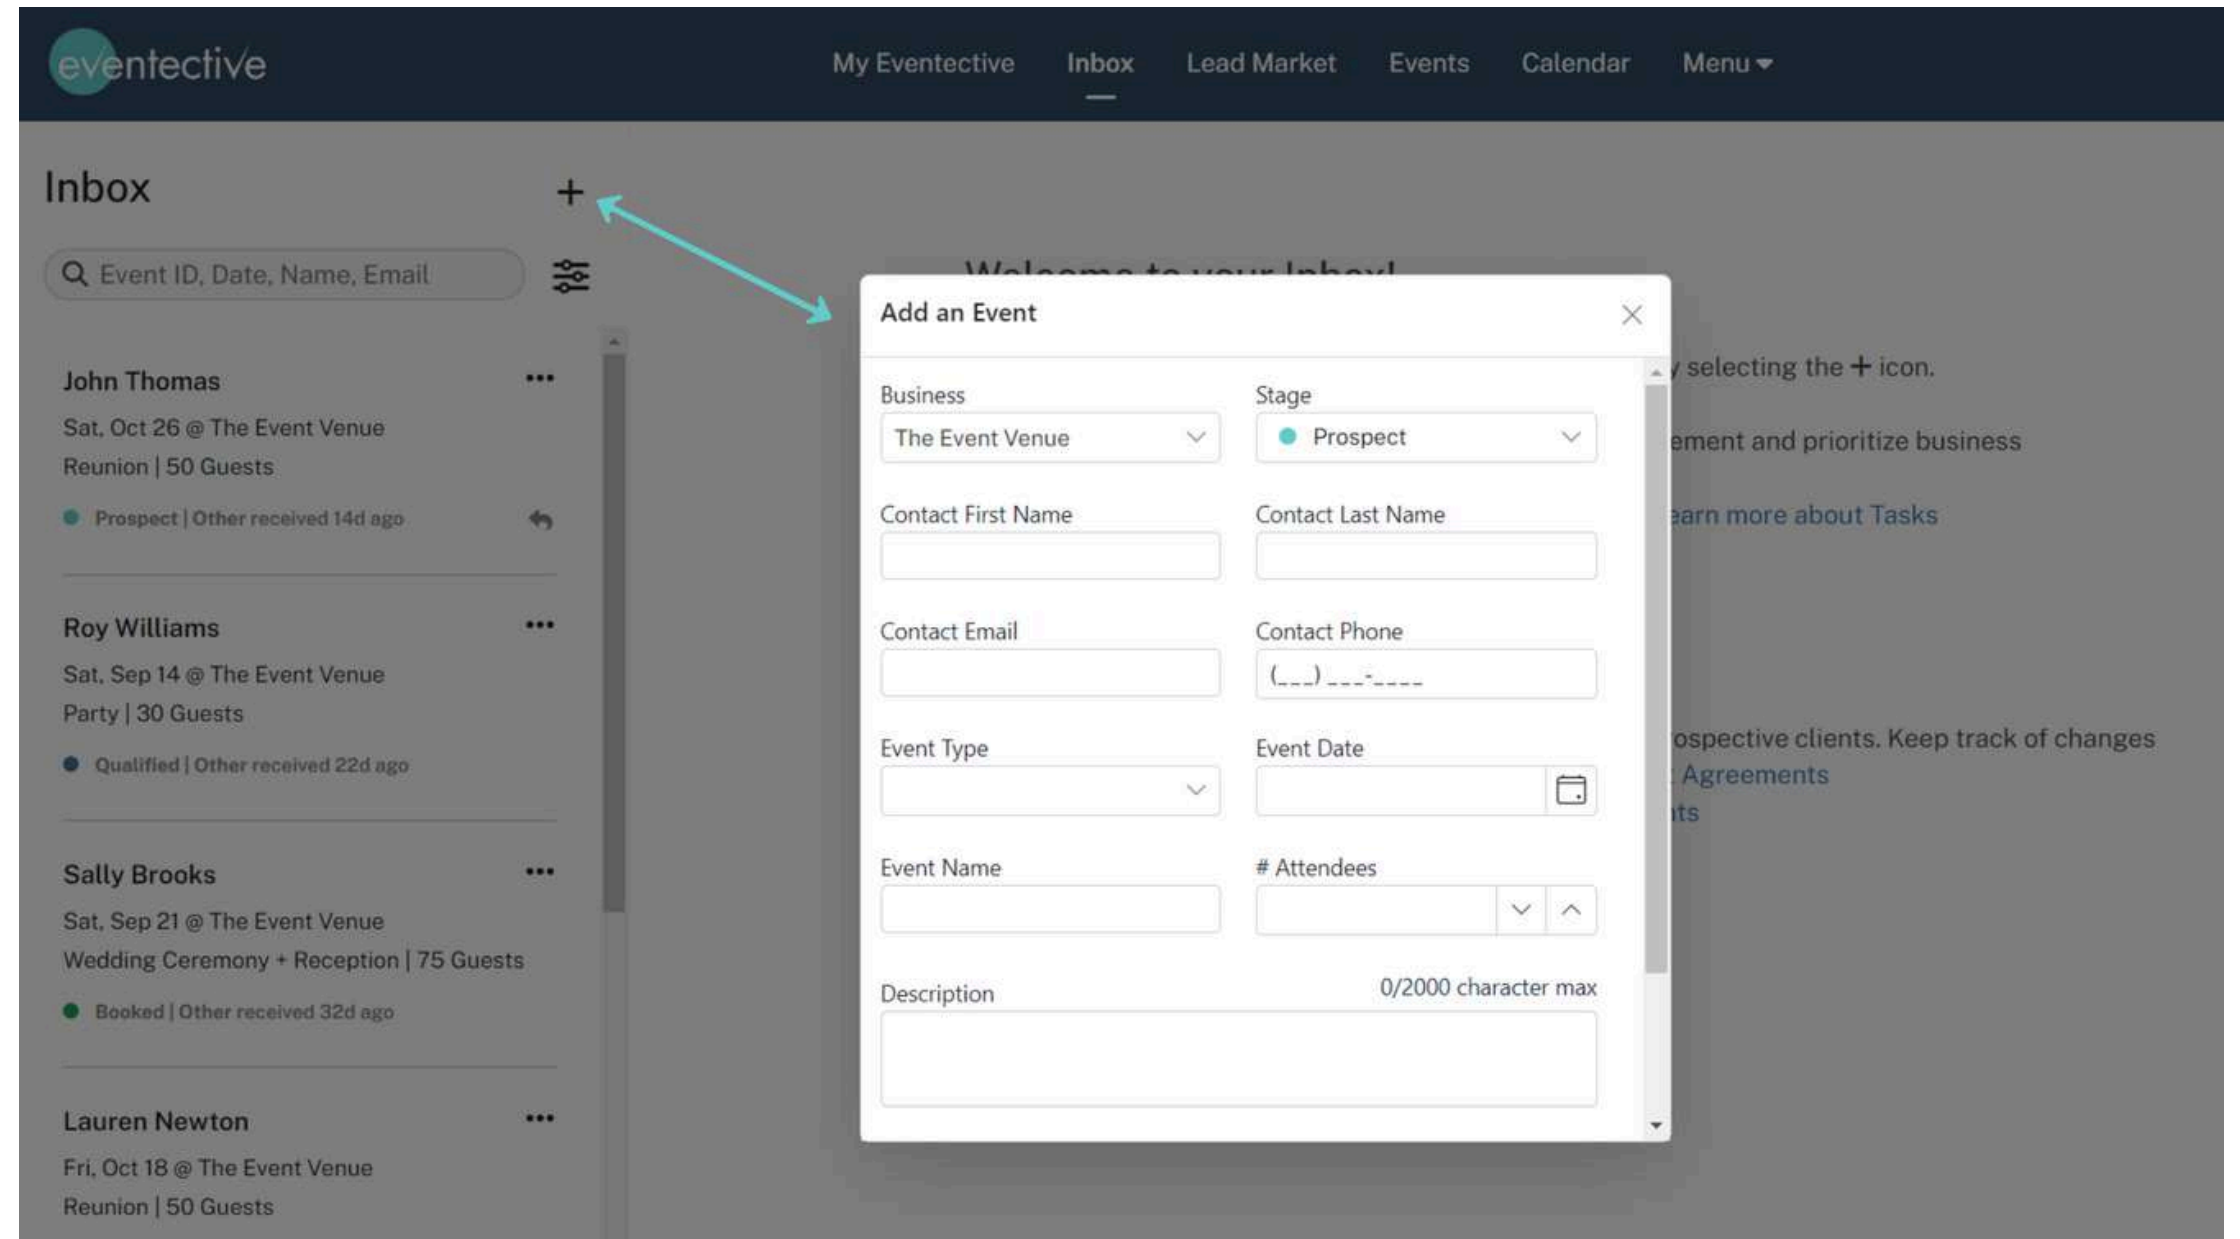 eventective
My Eventective Inbox Lead Market Events Calendar Menu
Inbox
Event ID, Date, Name, Email
John Thomas
Sat, Oct 26 @ The Event Venue
Reunion | 50 Guests
Prospect | Other received 14d ago
Roy Williams
Sat, Sep 14 @ The Event Venue
Party | 30 Guests
Qualified | Other received 22d ago
Sally Brooks
Sat, Sep 21 @ The Event Venue
Wedding Ceremony + Reception | 75 Guests
Booked | Other received 32d ago
Lauren Newton
Fri, Oct 18 @ The Event Venue
Reunion | 50 Guests
Welcome to your Inbox!
selecting the + icon.
and prioritize business
more about Tasks
clients. Keep track of changes
Agreements
Add an Event
Business Stage
The Event Venue Prospect
Contact First Name Contact Last Name
Contact Email Contact Phone
(___) ___-____
Event Type Event Date
Event Name # Attendees
Description 0/2000 character max